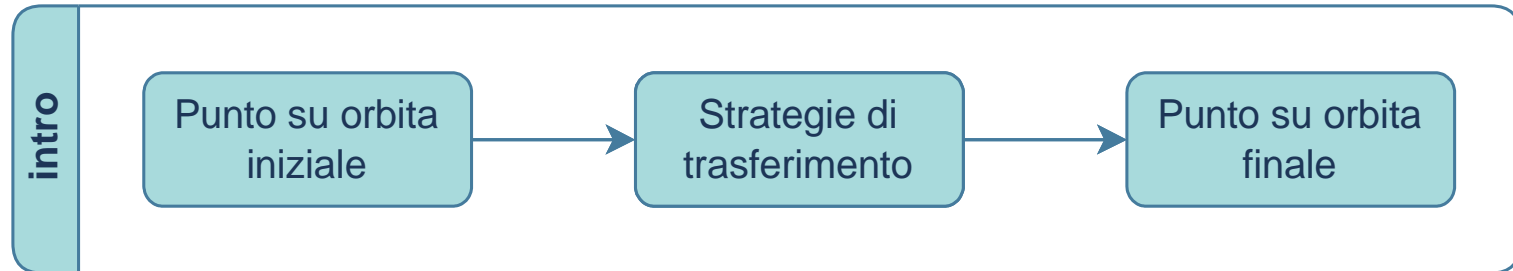 intro
Punto su orbita
iniziale
Strategie di
trasferimento
Punto su orbita
finale